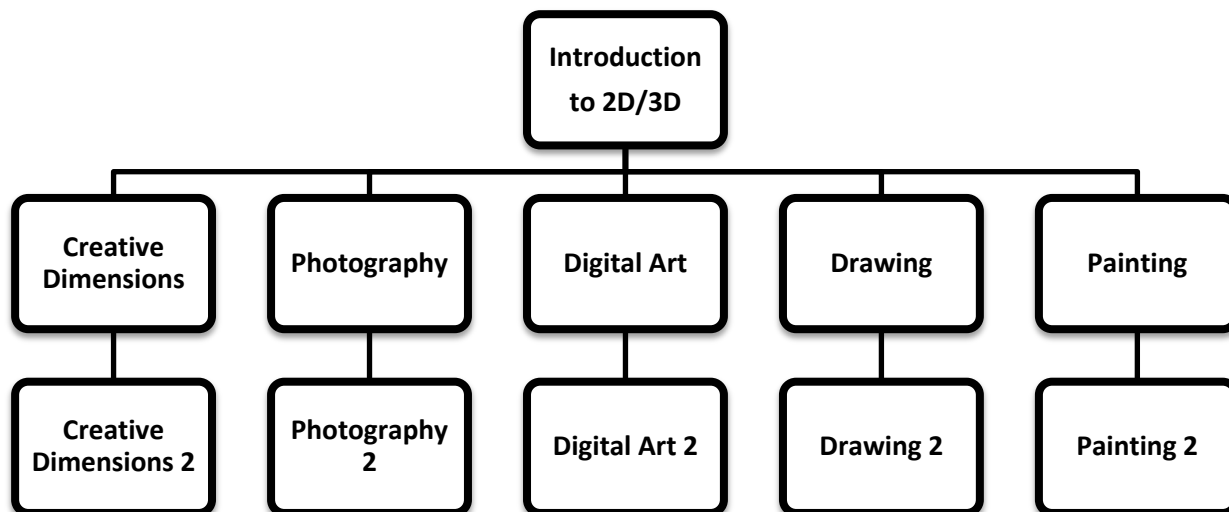 Introduction
to 2D/3D
Creative
Dimensions
Photography
Digital Art
Drawing
Painting
Creative
Dimensions 2
Photography
2
Digital Art 2
Drawing 2
Painting 2